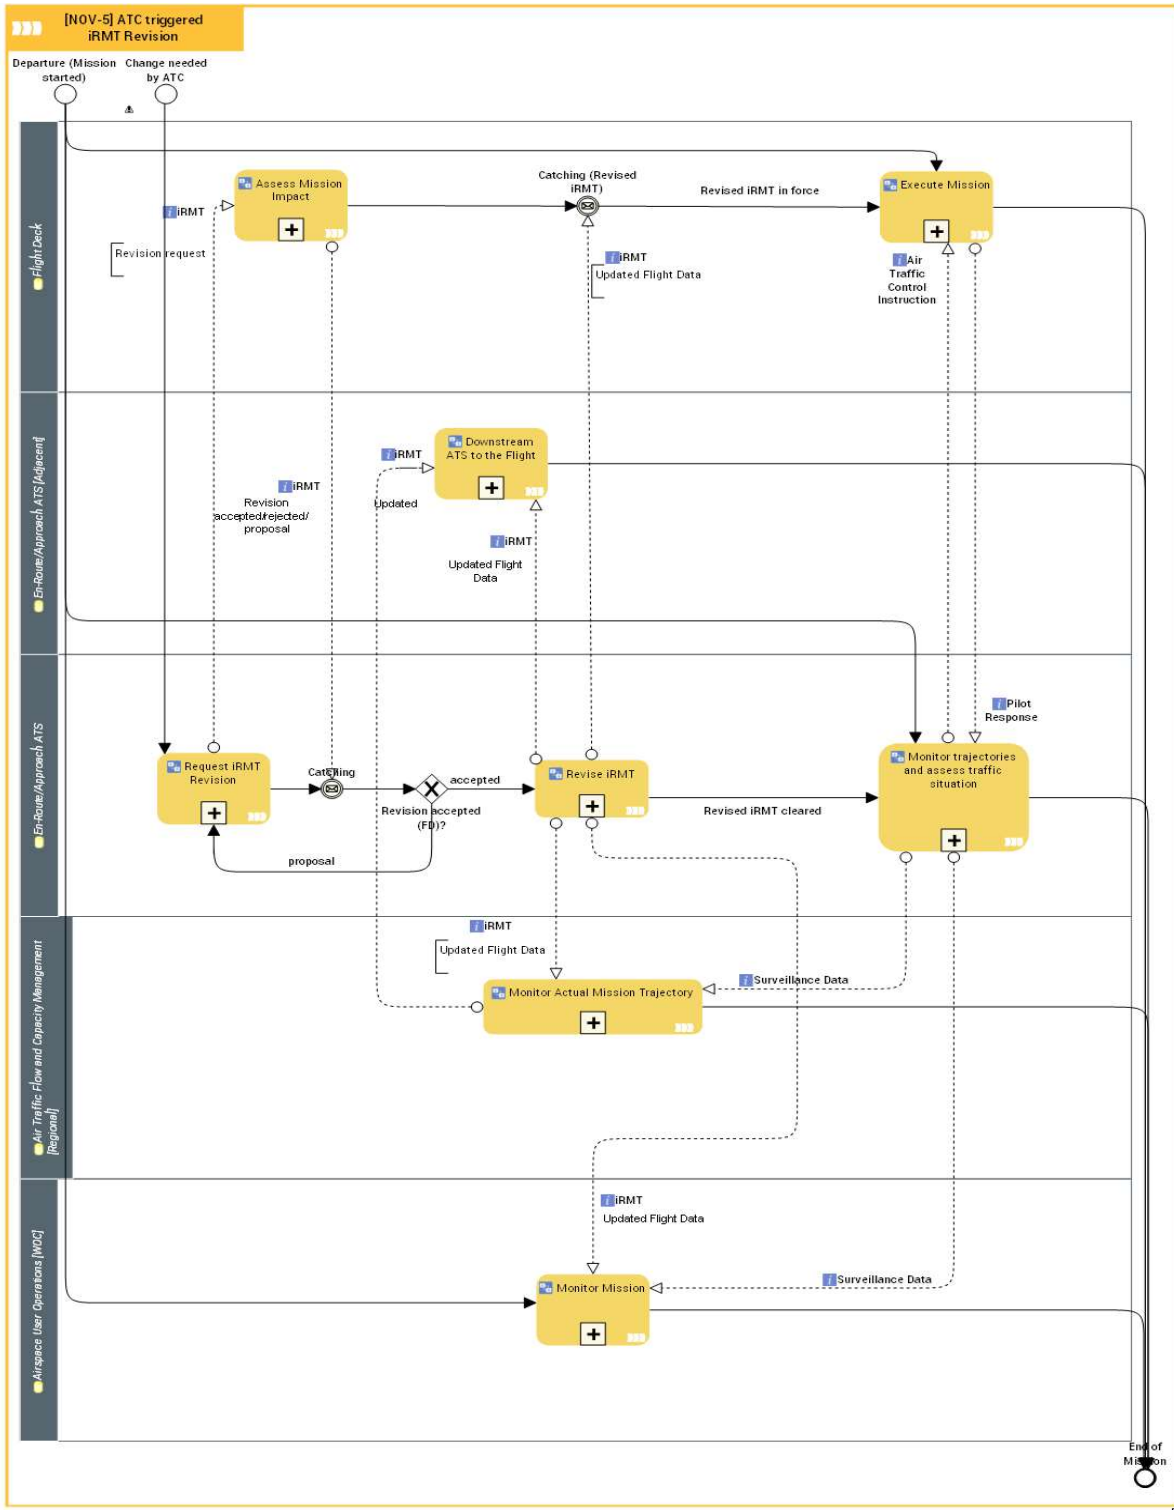 [NOV-5] ATC triggered
iRMT Revision
Departure (Mission
started)
Change needed
by ATC
Flight Deck
Assess Mission
Impact
iRMT
Revision request
Catching (Revised
iRMT)
Revised iRMT in force
Execute Mission
iRMT
Updated Flight Data
Air
Traffic
Control
Instruction
En-Route/Approach ATS [Adjacent]
Downstream
ATS to the Flight
iRMT
Updated
iRMT
Revision
accepted/rejected/
proposal
iRMT
Updated Flight
Data
En-Route/Approach ATS
Pilot
Response
Request iRMT
Revision
Catching
accepted
Revision accepted
(FD)?
proposal
Revise iRMT
Revised iRMT cleared
Monitor trajectories
and assess traffic
situation
Air Traffic Flow and Capacity Management
[Regional]
iRMT
Updated Flight Data
Monitor Actual Mission Trajectory
Surveillance Data
Airspace User Operations [WOC]
iRMT
Updated Flight Data
Monitor Mission
Surveillance Data
End of
Mission